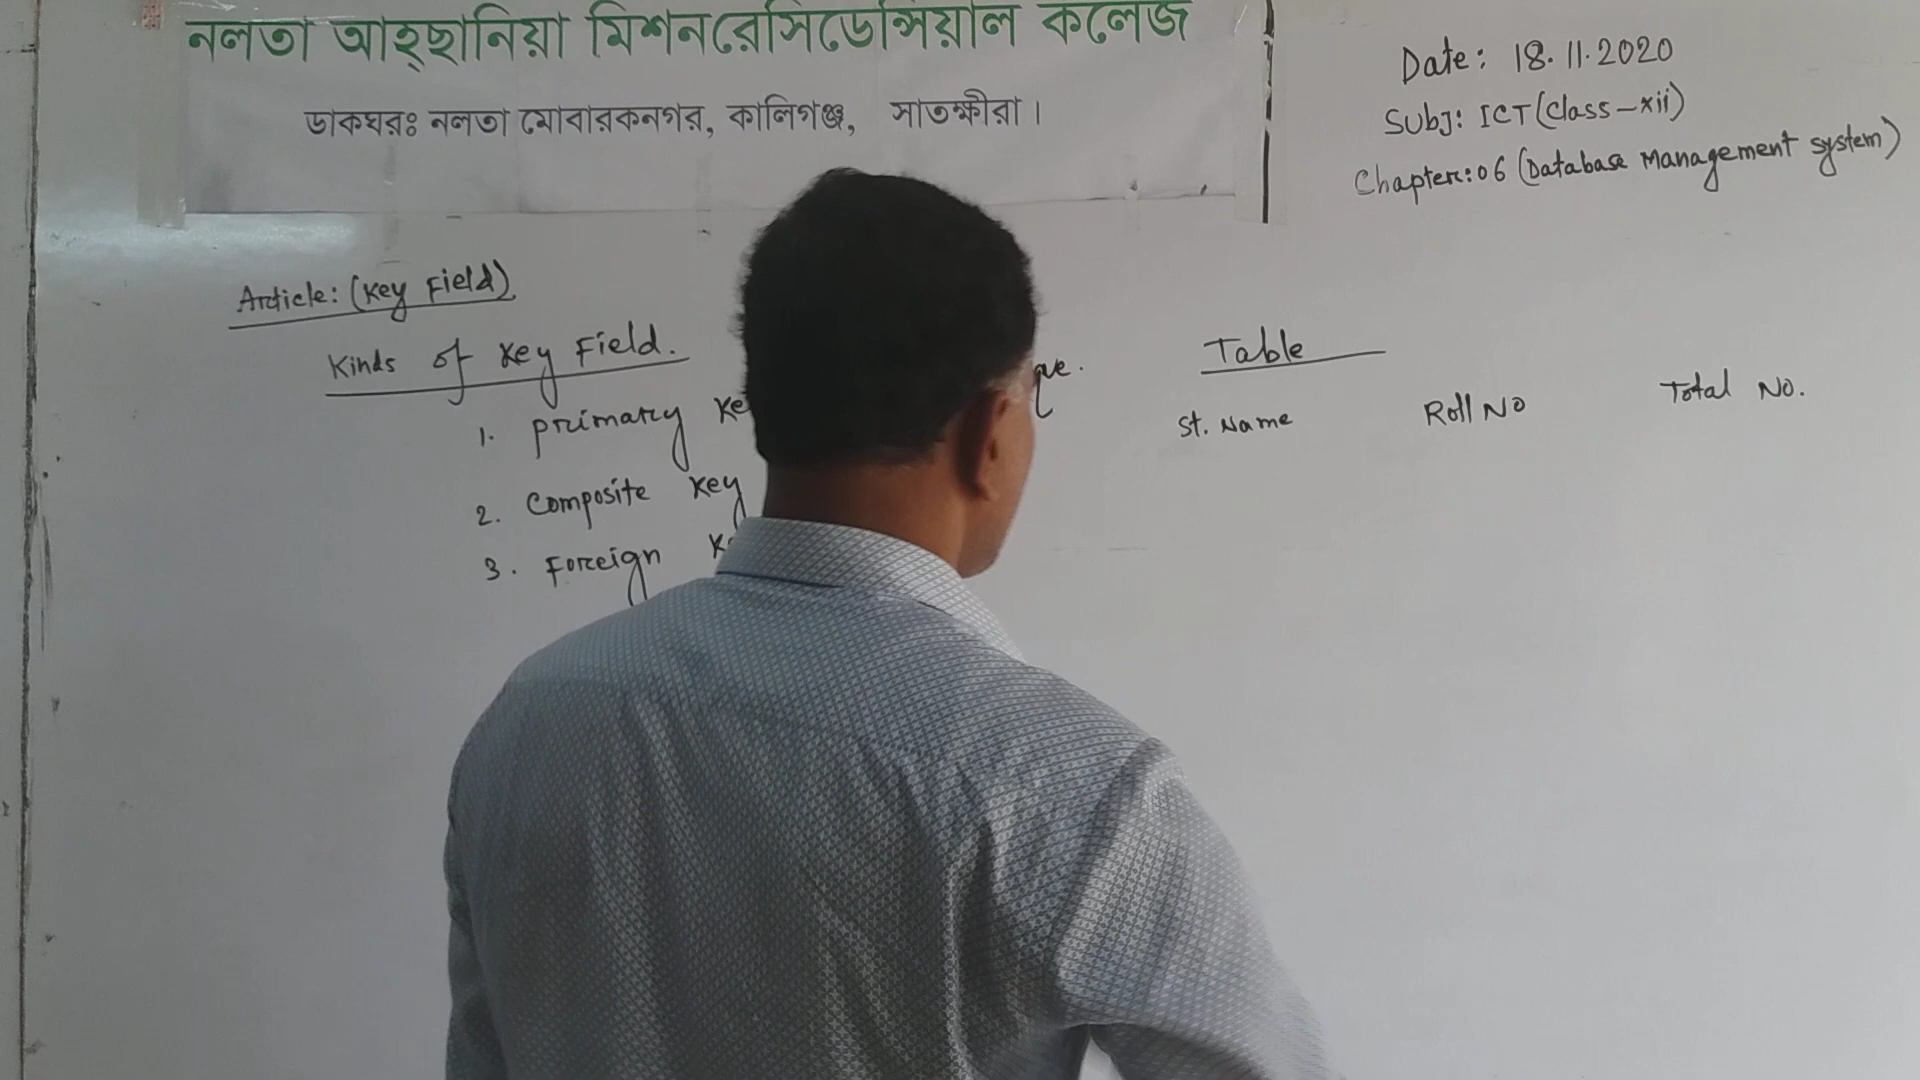 নলতা আহ্ছানিয়া মিশনরেসিডেন্সিয়াল কলেজ
ডাকঘরঃ নলতা মোবারকনগর, কালিগঞ্জ, সাতক্ষীরা।
Date: 18.11.2020
Subj: ICT (Class-xii)
Chapter: 06 (Database Management system)
Article: (Key Field)
Kinds of Key Field.
1. Primary
2. Composite Key
3. Foreign
Table
St. Name Roll No Total No.